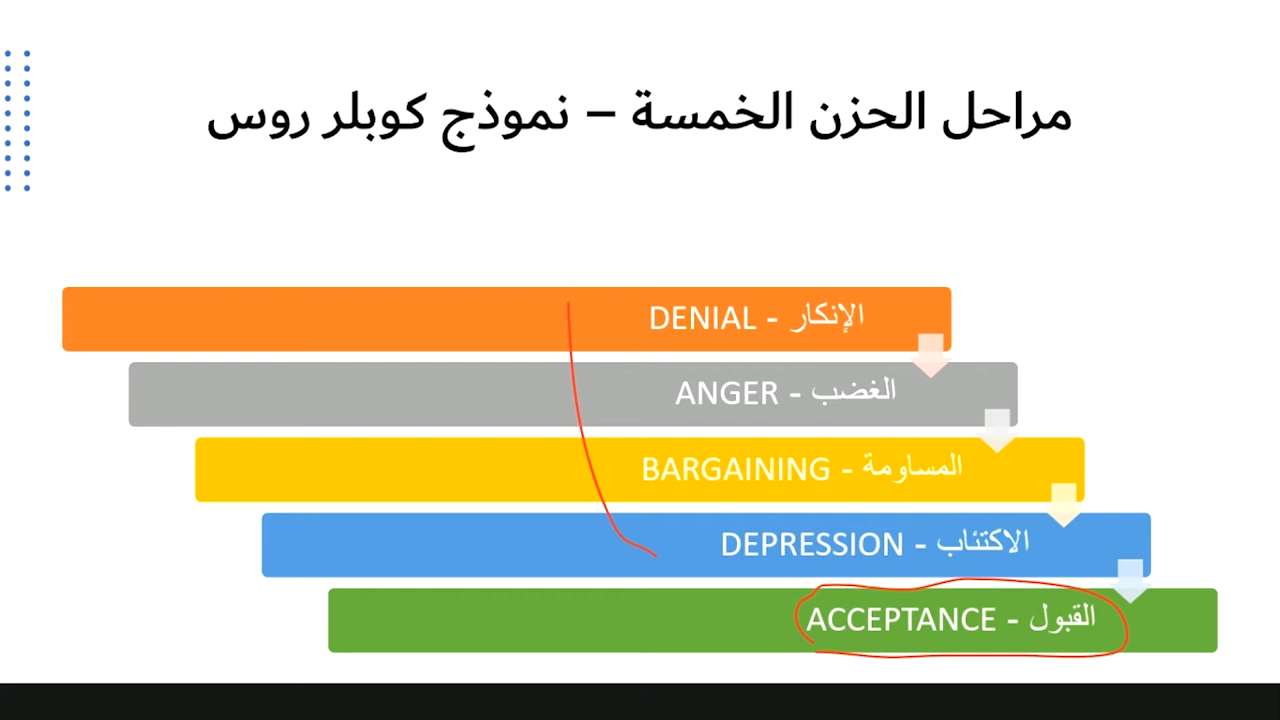 مراحل الحزن الخمسة – نموذج كوبلر روس
الإنكار - DENIAL
الغضب - ANGER
المساومة - BARGAINING
الاكتئاب - DEPRESSION
القبول - ACCEPTANCE